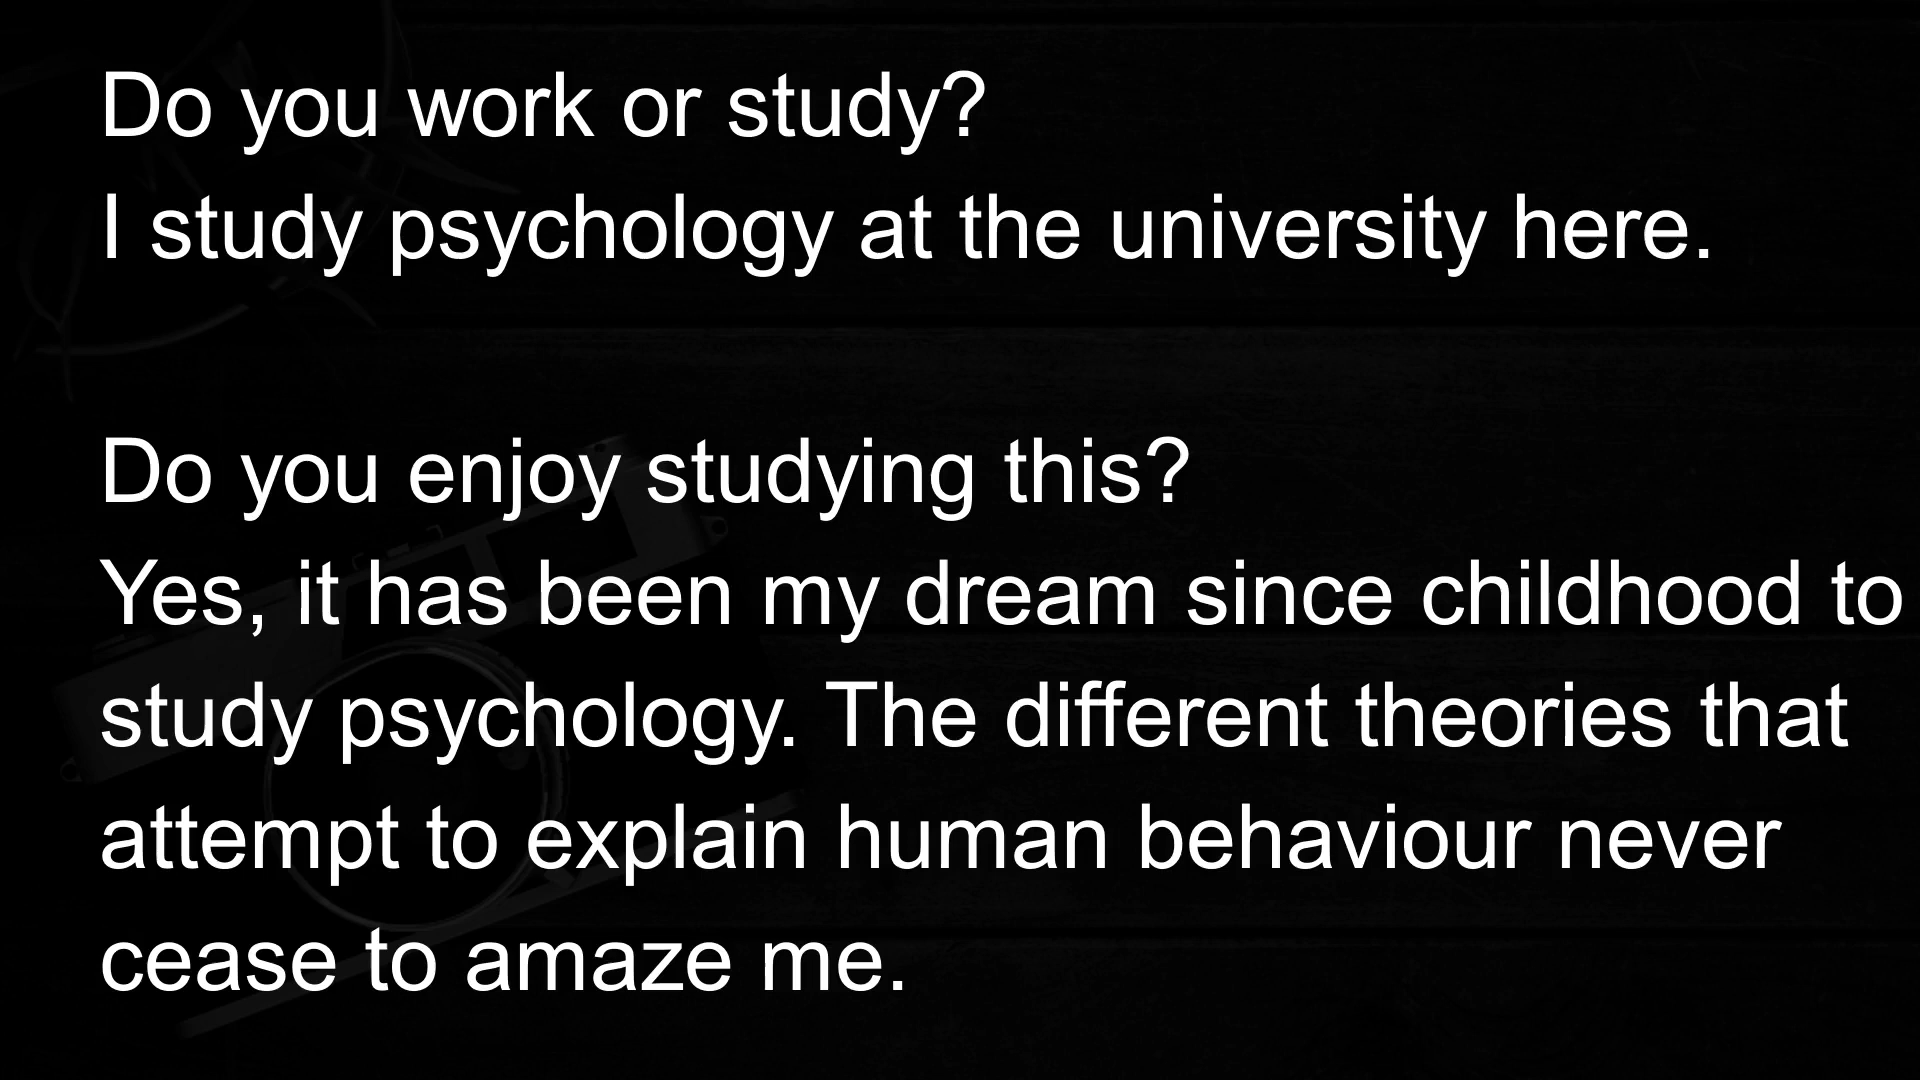 Do you work or study?
I study psychology at the university here.
Do you enjoy studying this?
Yes, it has been my dream since childhood to
study psychology. The different theories that
attempt to explain human behaviour never
cease to amaze me.